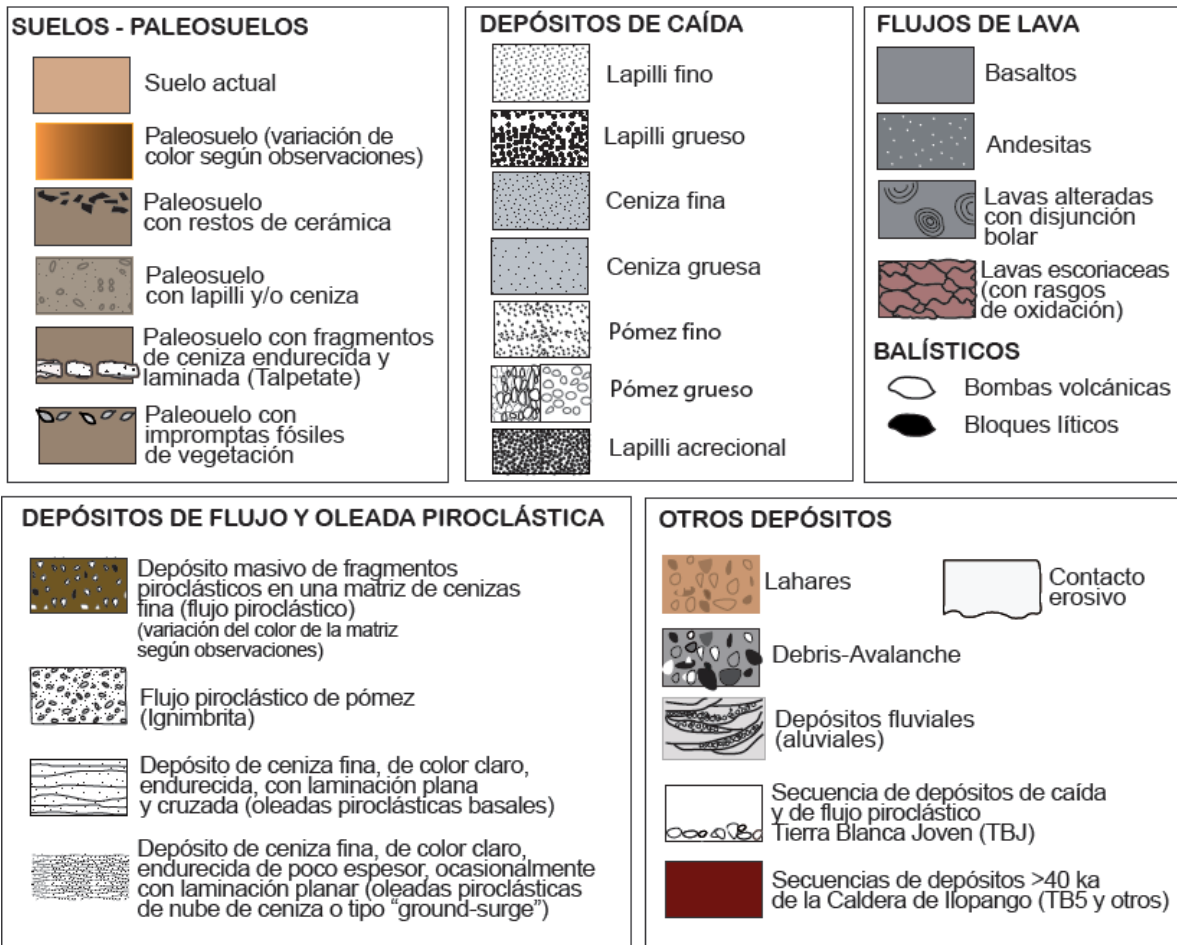 SUELOS - PALEOSUELOS
Suelo actual
Paleosuelo (variación de
color según observaciones)
Paleosuelo
con restos de cerámica
Paleosuelo
con lapilli y/o ceniza
Paleosuelo con fragmentos
de ceniza endurecida y
laminada (Talpetate)
Paleouelo con
impromptas fósiles
de vegetación
DEPÓSITOS DE CAÍDA
Lapilli fino
Lapilli grueso
Ceniza fina
Ceniza gruesa
Pómez fino
Pómez grueso
Lapilli acrecional
FLUJOS DE LAVA
Basaltos
Andesitas
Lavas alteradas
con disjunción
bolar
Lavas escoriaceas
(con rasgos
de oxidación)
BALÍSTICOS
Bombas volcánicas
Bloques líticos
DEPÓSITOS DE FLUJO Y OLEADA PIROCLÁSTICA
Depósito masivo de fragmentos
piroclásticos en una matriz de cenizas
fina (flujo piroclástico)
(variación del color de la matriz
según observaciones)
Flujo piroclástico de pómez
(Ignimbrita)
Depósito de ceniza fina, de color claro,
endurecida, con laminación plana
y cruzada (oleadas piroclásticas basales)
Depósito de ceniza fina, de color claro,
endurecida de poco espesor, ocasionalmente
con laminación planar (oleadas piroclásticas
de nube de ceniza o tipo “ground-surge”)
OTROS DEPÓSITOS
Lahares
Contacto
erosivo
Debris-Avalanche
Depósitos fluviales
(aluviales)
Secuencia de depósitos de caída
y de flujo piroclástico
Tierra Blanca Joven (TBJ)
Secuencias de depósitos >40 ka
de la Caldera de Ilopango (TB5 y otros)